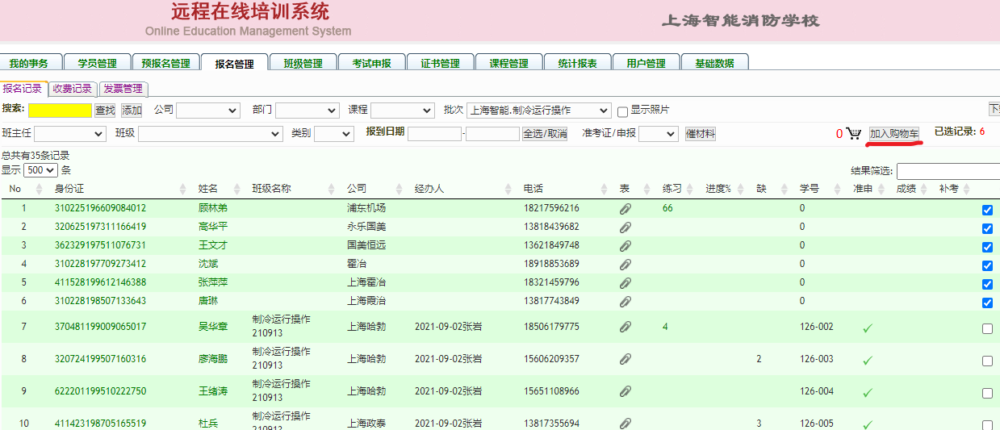 远程在线培训系统
Online Education Management System
上海智能消防学校
我的事务 学员管理 预报名管理 报名管理 班级管理 考试申报 证书管理 课程管理 统计报表 用户管理 基础数据
报名记录 收费记录 发票管理
搜索: 查找 添加 公司 部门 课程 批次 上海智能.制冷运行操作 显示照片
班主任 班级 类别 报到日期 - 全选/取消 准考证/申报 催材料 0 加入购物车 已选记录: 6
总共有35条记录
显示 500 条 结果筛选:
No 身份证 姓名 班级名称 公司 经办人 电话 表 练习 进度% 缺 学号 准申 成绩 补考
1 310225196609084012 顾林弟 浦东机场 18217596216 66 0
2 320625197311166419 高华平 永乐国美 13818439682 0
3 362329197511076731 王文才 国美恒远 13621849748 0
4 310228197709273412 沈斌 霍冶 18918853689 0
5 411528199612146388 张萍萍 上海霍冶 18321459796 0
6 310228198507133643 唐琳 上海霞冶 13817743849 0
制冷运行操作
7 370481199009065017 吴华章 上海哈勃 2021-09-02张岩 18506179775 4 126-002
210913
制冷运行操作
8 320724199507160316 廖海鹏 上海哈勃 2021-09-02张岩 15606209357 2 126-003
210913
制冷运行操作
9 622201199510222750 王绪涛 上海哈勃 2021-09-02张岩 15651108966 126-004
210913
制冷运行操作
10 411423198705165519 杜兵 上海政泰 2021-09-02张岩 13817355694 3 126-005
210913